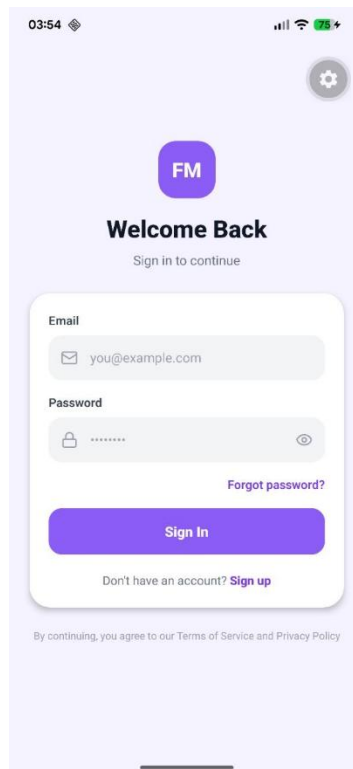 03:54
75
FM
Welcome Back
Sign in to continue
Email
you@example.com
Password
••••••••
Forgot password?
Sign In
Don't have an account? Sign up
By continuing, you agree to our Terms of Service and Privacy Policy